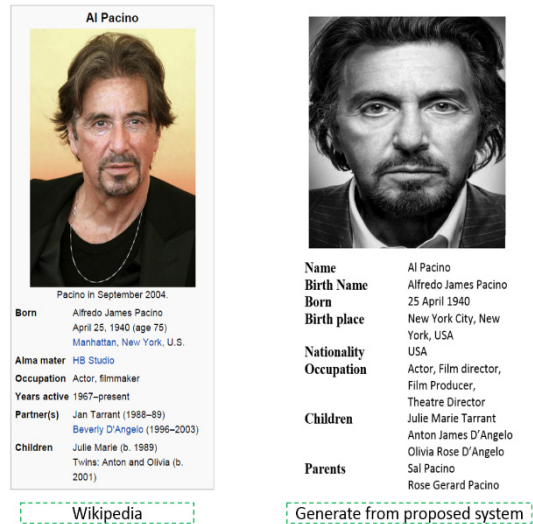 Al Pacino
Pacino in September 2004.
Born Alfredo James Pacino
April 25, 1940 (age 75)
Manhattan, New York, U.S.
Alma mater HB Studio
Occupation Actor, filmmaker
Years active 1967–present
Partner(s) Jan Tarrant (1988–89)
Beverly D'Angelo (1996–2003)
Children Julie Marie (b. 1989)
Twins: Anton and Olivia (b.
2001)
Wikipedia
Name Al Pacino
Birth Name Alfredo James Pacino
Born 25 April 1940
Birth place New York City, New
York, USA
Nationality USA
Occupation Actor, Film director,
Film Producer,
Theatre Director
Children Julie Marie Tarrant
Anton James D’Angelo
Olivia Rose D’Angelo
Parents Sal Pacino
Rose Gerard Pacino
Generate from proposed system